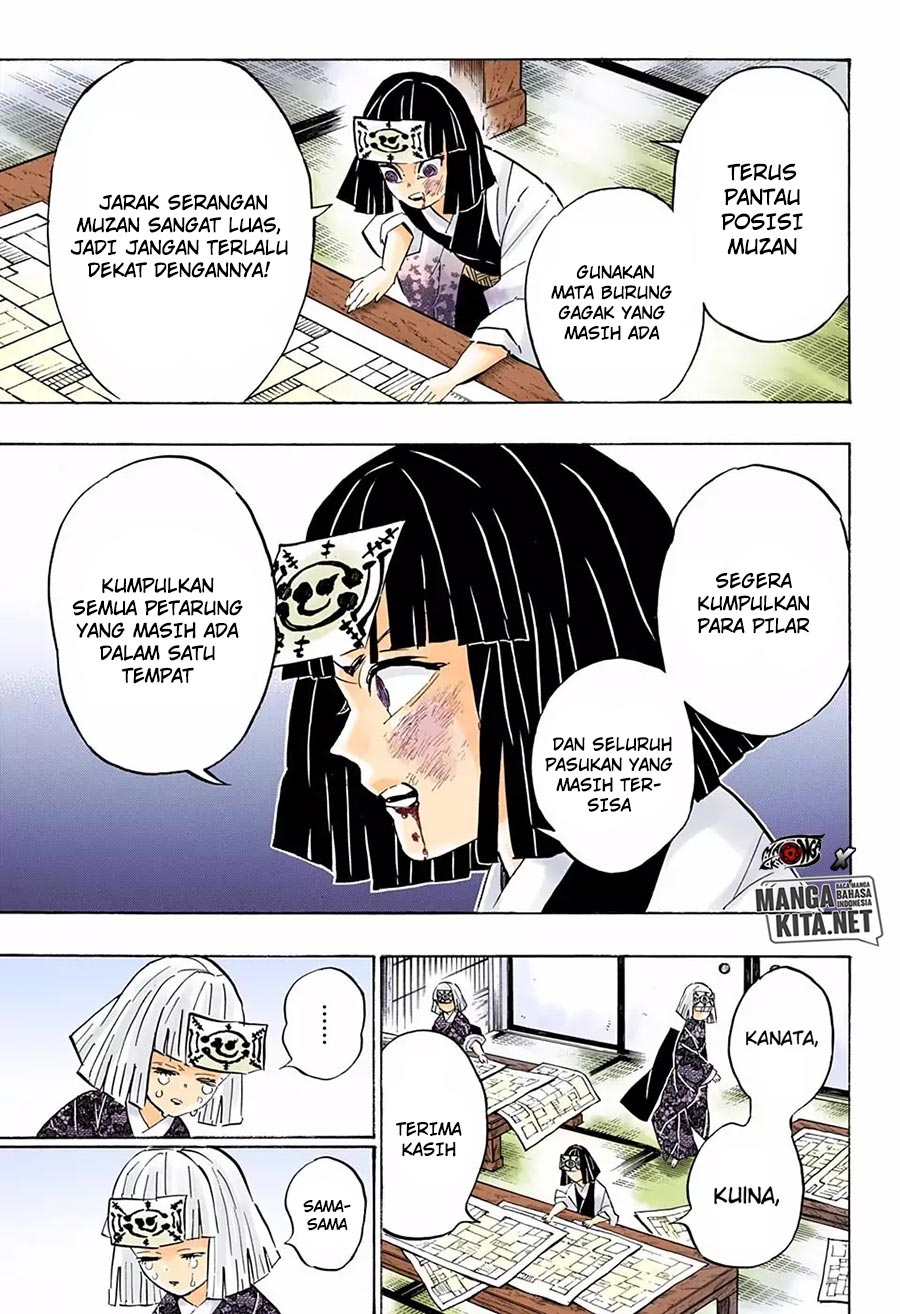 TERUS
PANTAU
POSISI
MUZAN
GUNAKAN
MATA BURUNG
GAGAK YANG
MASIH ADA
JARAK SERANGAN
MUZAN SANGAT LUAS,
JADI JANGAN TERLALU
DEKAT DENGANNYA!
SEGERA
KUMPULKAN
PARA PILAR
DAN SELURUH
PASUKAN YANG
MASIH TER-
SISA
KUMPULKAN
SEMUA PETARUNG
YANG MASIH ADA
DALAM SATU
TEMPAT
X
MANGA BACA MANGA
BAHASA
INDONESIA
KITA.NET
KANATA,
KUINA,
TERIMA
KASIH
......
SAMA-
SAMA